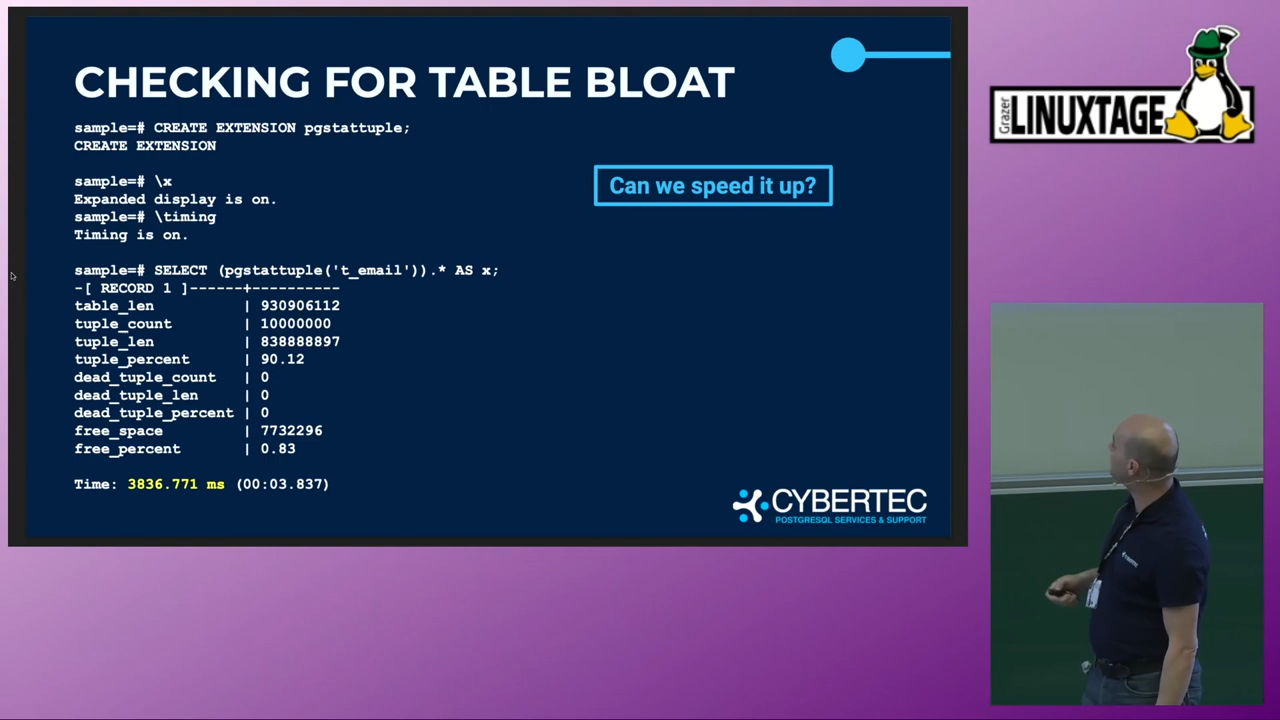 CHECKING FOR TABLE BLOAT
sample=# CREATE EXTENSION pgstattuple;
CREATE EXTENSION
sample=# \x
Expanded display is on.
sample=# \timing
Timing is on.
sample=# SELECT (pgstattuple('t_email')).* AS x;
-[ RECORD 1 ]------+----------
table_len | 930906112
tuple_count | 10000000
tuple_len | 838888897
tuple_percent | 90.12
dead_tuple_count | 0
dead_tuple_len | 0
dead_tuple_percent | 0
free_space | 7732296
free_percent | 0.83
Time: 3836.771 ms (00:03.837)
Can we speed it up?
CYBERTEC
POSTGRESQL SERVICES & SUPPORT
Grazer
LINUXTAGE